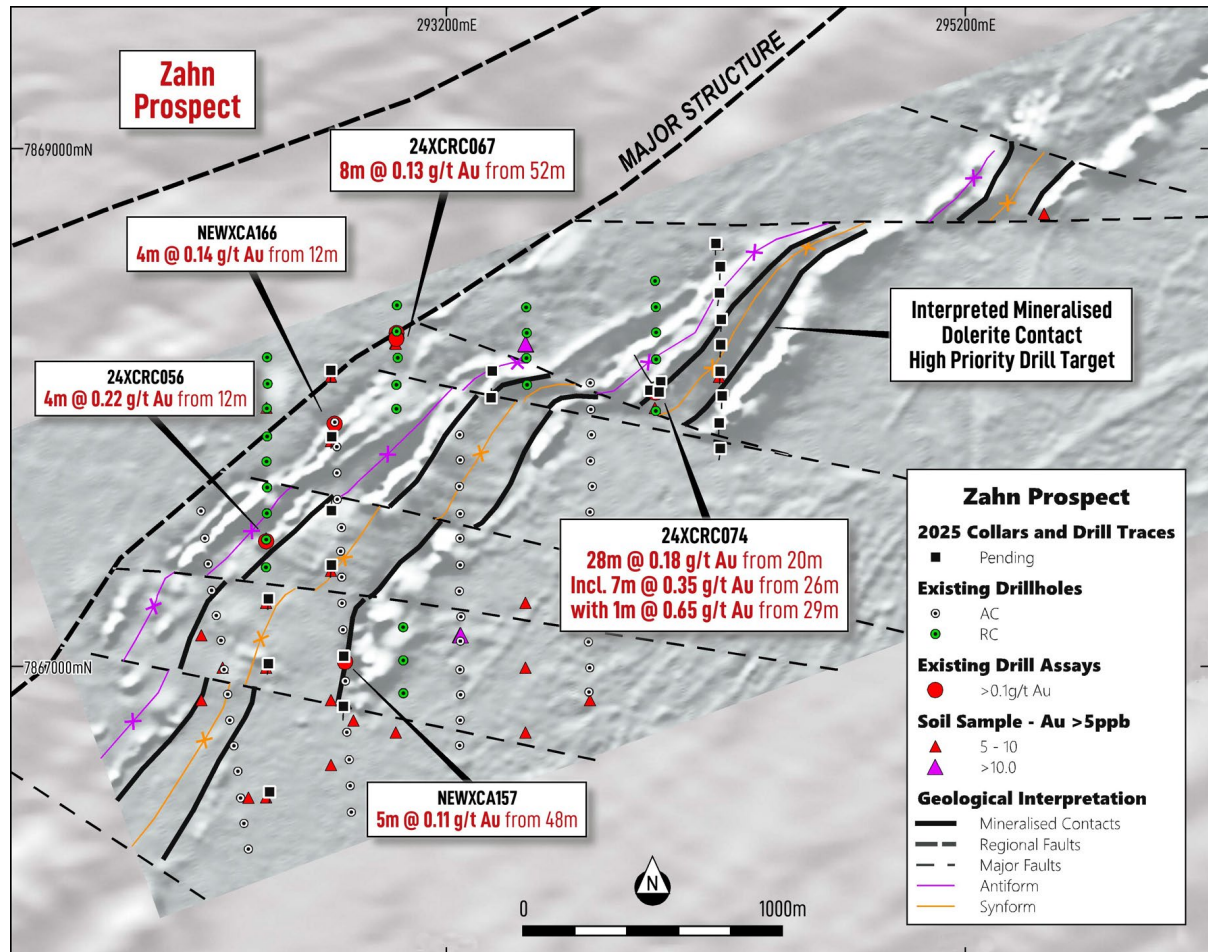 293200mE
295200mE
7869000mN
7867000mN
Zahn
Prospect
MAJOR STRUCTURE
24XCRC067
8m @ 0.13 g/t Au from 52m
NEWXCA166
4m @ 0.14 g/t Au from 12m
24XCRC056
4m @ 0.22 g/t Au from 12m
Interpreted Mineralised
Dolerite Contact
High Priority Drill Target
24XCRC074
28m @ 0.18 g/t Au from 20m
Incl. 7m @ 0.35 g/t Au from 26m
with 1m @ 0.65 g/t Au from 29m
NEWXCA157
5m @ 0.11 g/t Au from 48m
Zahn Prospect
2025 Collars and Drill Traces
Pending
Existing Drillholes
AC
RC
Existing Drill Assays
>0.1g/t Au
Soil Sample - Au >5ppb
5 - 10
>10.0
Geological Interpretation
Mineralised Contacts
Regional Faults
Major Faults
Antiform
Synform
N
0
1000m